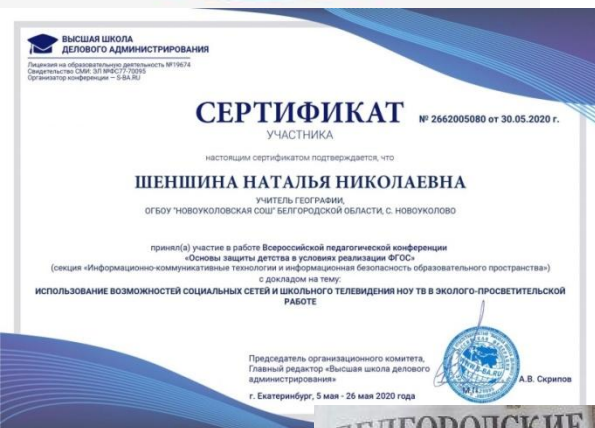 ВЫСШАЯ ШКОЛА
ДЕЛОВОГО АДМИНИСТРИРОВАНИЯ
Лицензия на образовательную деятельность №19674
Свидетельство СМИ: ЭЛ №ФС77-70095
Организатор конференции – S-BA.RU
СЕРТИФИКАТ № 2662005080 от 30.05.2020 г.
УЧАСТНИКА
настоящим сертификатом подтверждается, что
ШЕНШИНА НАТАЛЬЯ НИКОЛАЕВНА
УЧИТЕЛЬ ГЕОГРАФИИ,
ОГБОУ "НОВОУКОЛОВСКАЯ СОШ" БЕЛГОРОДСКОЙ ОБЛАСТИ, С. НОВОУКОЛОВО
принял(а) участие в работе Всероссийской педагогической конференции
«Основы защиты детства в условиях реализации ФГОС»
(секция «Информационно-коммуникативные технологии и информационная безопасность образовательного пространства»)
с докладом на тему:
ИСПОЛЬЗОВАНИЕ ВОЗМОЖНОСТЕЙ СОЦИАЛЬНЫХ СЕТЕЙ И ШКОЛЬНОГО ТЕЛЕВИДЕНИЯ НОУ ТВ В ЭКОЛОГО-ПРОСВЕТИТЕЛЬСКОЙ
РАБОТЕ
Председатель организационного комитета,
Главный редактор «Высшая школа делового
администрирования»
А.В. Скрипов
М.П.
г. Екатеринбург, 5 мая - 26 мая 2020 года
WWW.S-BA.RU